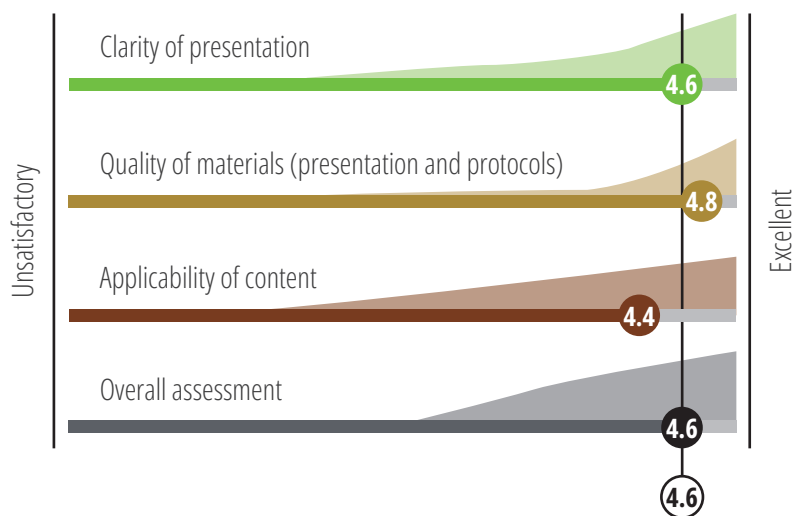 Clarity of presentation
4.6
Quality of materials (presentation and protocols)
4.8
Unsatisfactory
Excellent
Applicability of content
4.4
Overall assessment
4.6
4.6